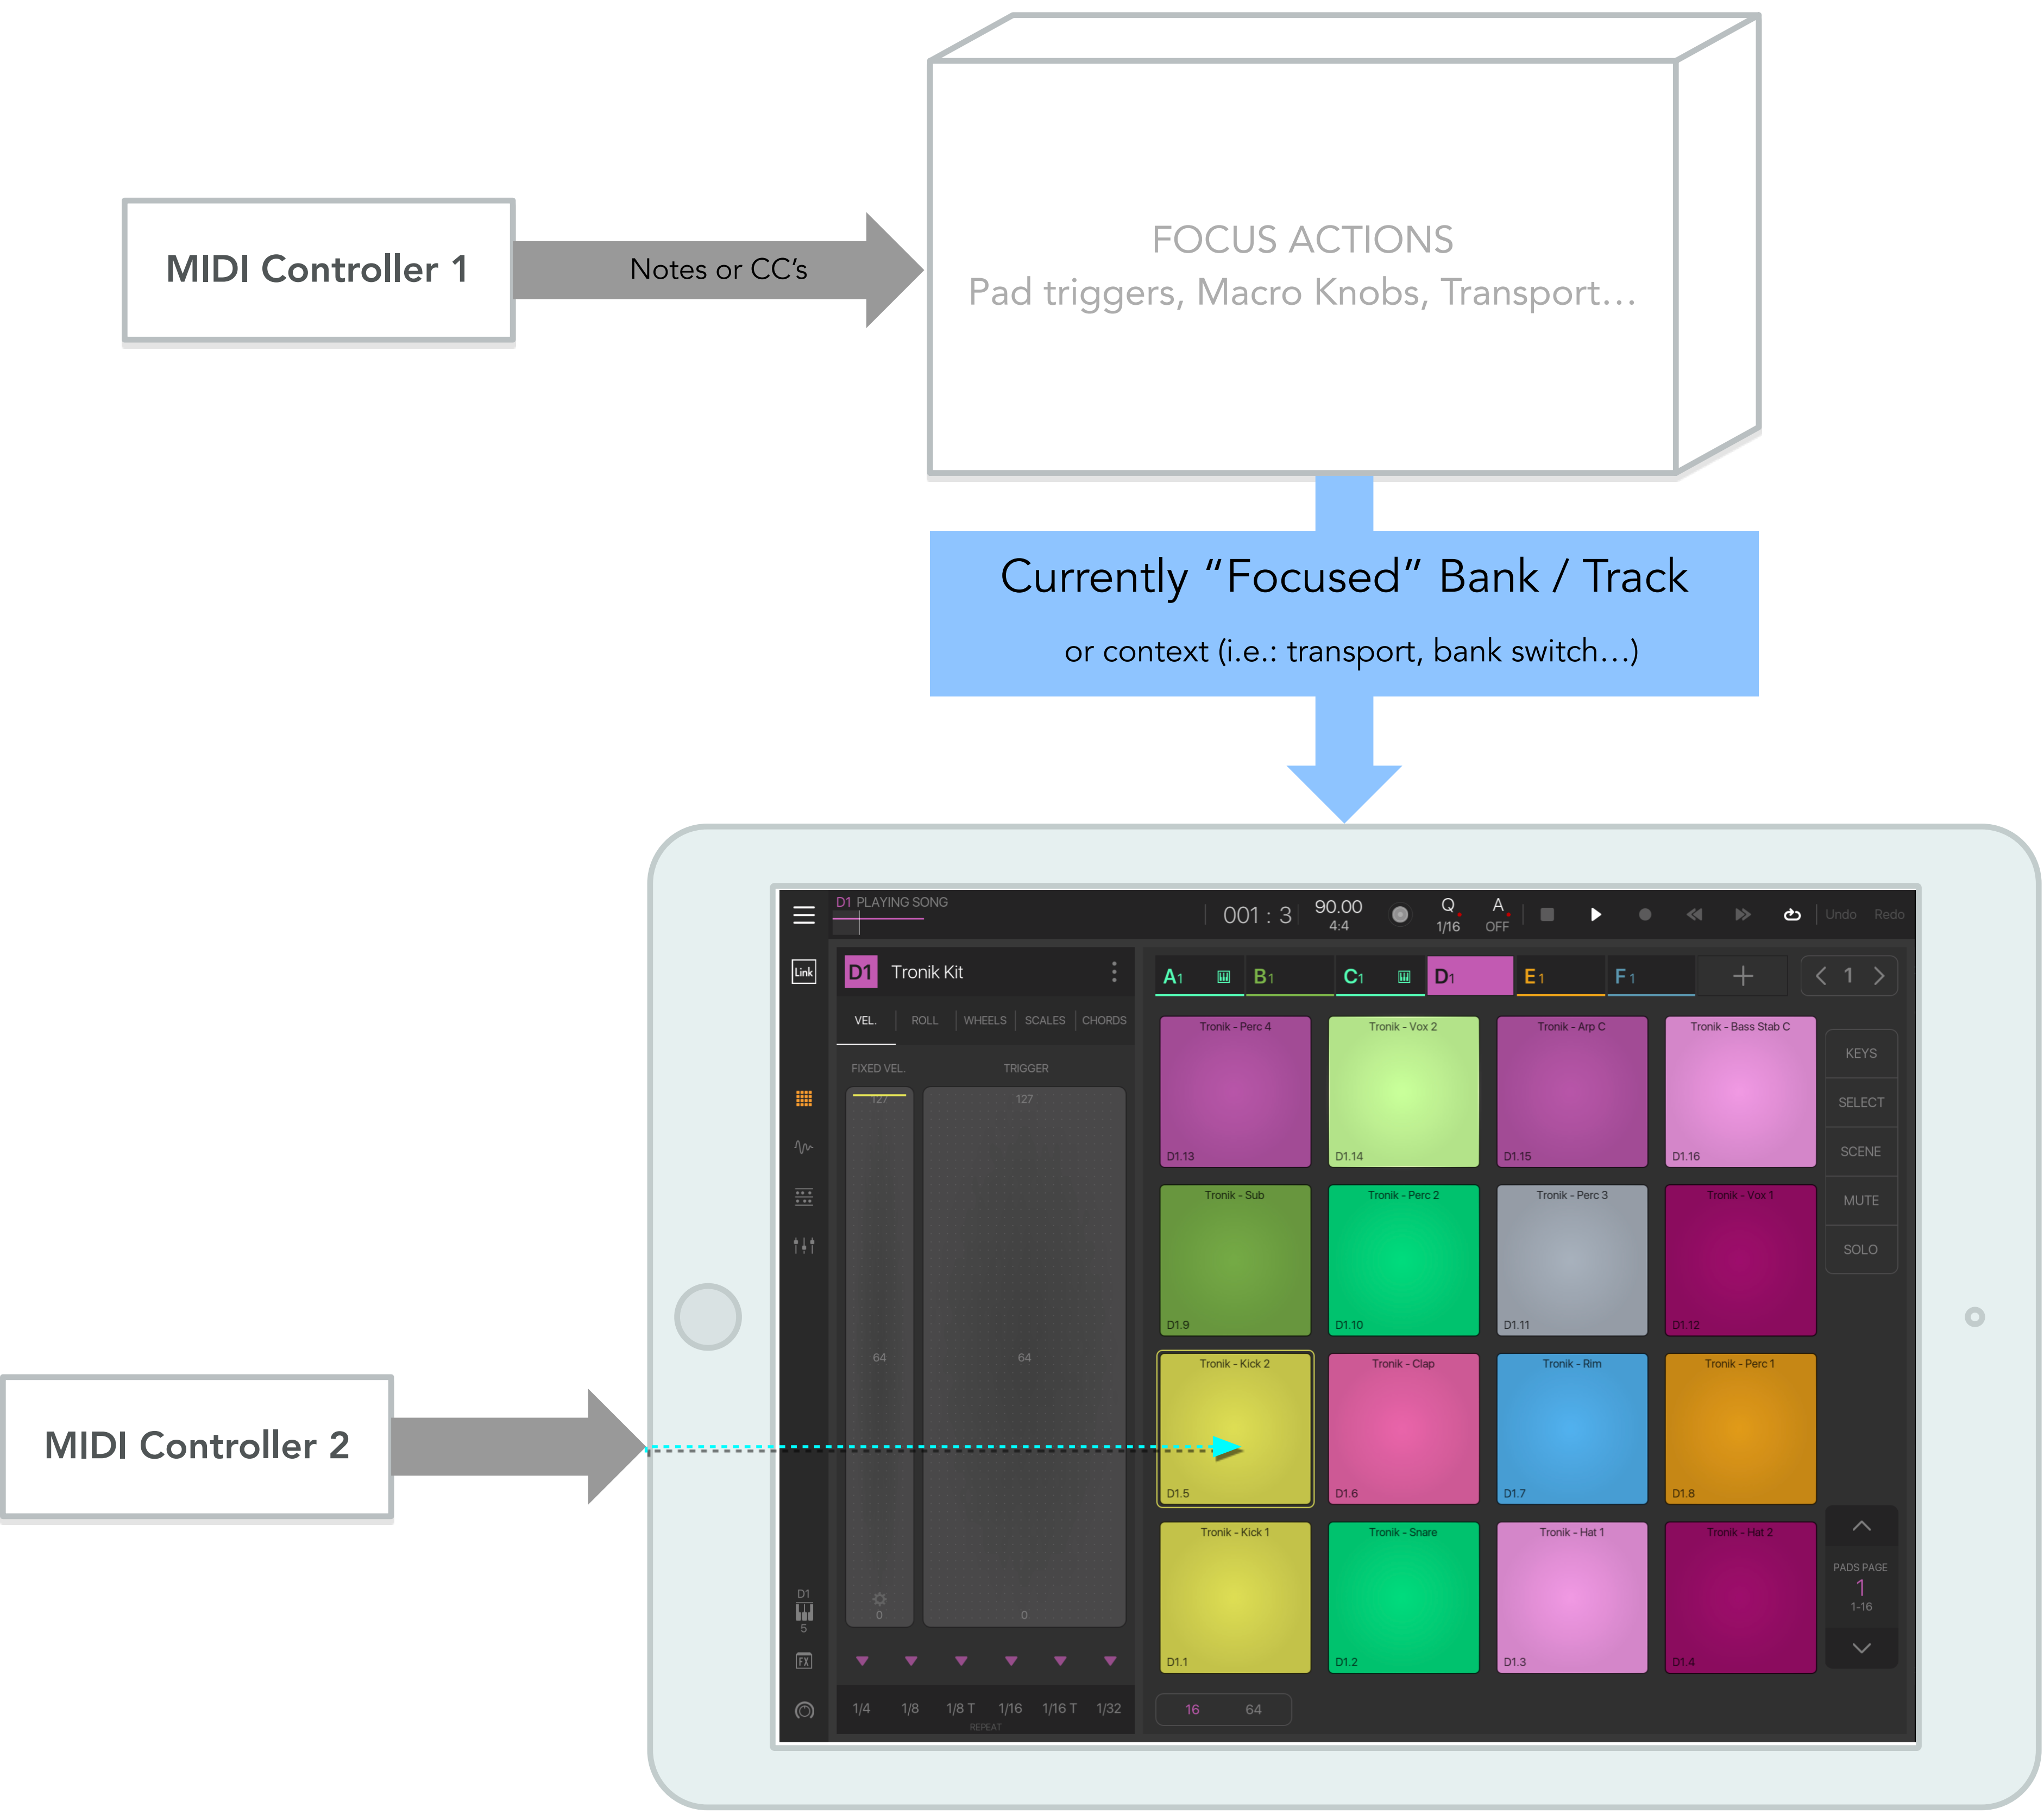 FOCUS ACTIONS
Pad triggers, Macro Knobs, Transport…
MIDI Controller 1
Notes or CC’s
Currently “Focused” Bank / Track
or context (i.e.: transport, bank switch…)
D1 PLAYING SONG
001 : 3
90.00
4:4
Q
1/16
A
OFF
Undo Redo
Link
D1 Tronik Kit
A1 B1 C1 D1 E1 F1 + < 1 >
VEL. ROLL WHEELS SCALES CHORDS
FIXED VEL. TRIGGER
127 127
64 64
0 0
1/4 1/8 1/8 T 1/16 1/16 T 1/32
REPEAT
Tronik - Perc 4 Tronik - Vox 2 Tronik - Arp C Tronik - Bass Stab C
D1.13 D1.14 D1.15 D1.16
Tronik - Sub Tronik - Perc 2 Tronik - Perc 3 Tronik - Vox 1
D1.9 D1.10 D1.11 D1.12
Tronik - Kick 2 Tronik - Clap Tronik - Rim Tronik - Perc 1
D1.5 D1.6 D1.7 D1.8
Tronik - Kick 1 Tronik - Snare Tronik - Hat 1 Tronik - Hat 2
D1.1 D1.2 D1.3 D1.4
16 64
KEYS
SELECT
SCENE
MUTE
SOLO
PADS PAGE
1
1-16
D1
5
FX
MIDI Controller 2